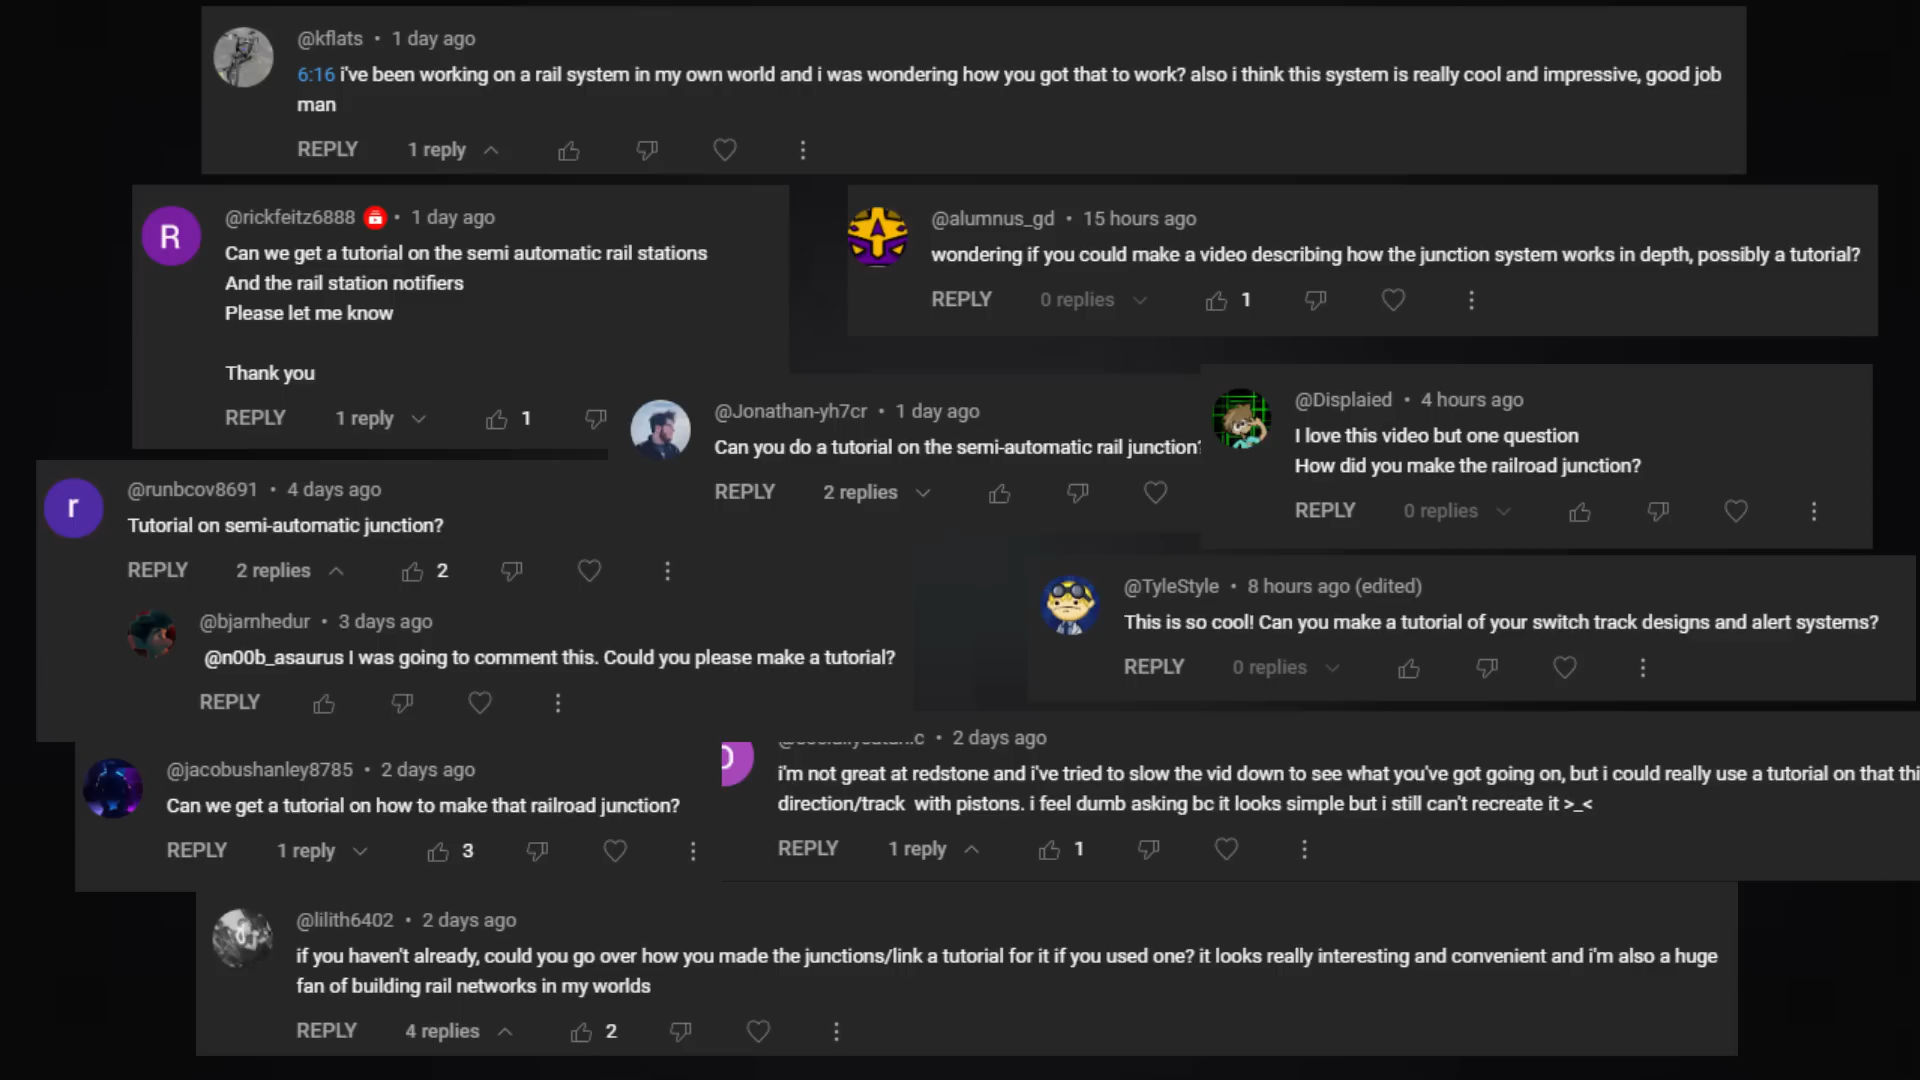 @kflats • 1 day ago
6:16 i've been working on a rail system in my own world and i was wondering how you got that to work? also i think this system is really cool and impressive, good job
man
REPLY 1 reply
R
@rickfeitz6888 • 1 day ago
Can we get a tutorial on the semi automatic rail stations
And the rail station notifiers
Please let me know
Thank you
REPLY 1 reply 1
@alumnus_gd • 15 hours ago
wondering if you could make a video describing how the junction system works in depth, possibly a tutorial?
REPLY 0 replies 1
@Jonathan-yh7cr • 1 day ago
Can you do a tutorial on the semi-automatic rail junction?
REPLY 2 replies
@Displaied • 4 hours ago
I love this video but one question
How did you make the railroad junction?
REPLY 0 replies
r
@runbcov8691 • 4 days ago
Tutorial on semi-automatic junction?
REPLY 2 replies 2
@bjarnhedur • 3 days ago
@n00b_asaurus I was going to comment this. Could you please make a tutorial?
REPLY
@TyleStyle • 8 hours ago (edited)
This is so cool! Can you make a tutorial of your switch track designs and alert systems?
REPLY 0 replies
@jacobushanley8785 • 2 days ago
Can we get a tutorial on how to make that railroad junction?
REPLY 1 reply 3
• 2 days ago
i'm not great at redstone and i've tried to slow the vid down to see what you've got going on, but i could really use a tutorial on that thi
direction/track with pistons. i feel dumb asking bc it looks simple but i still can't recreate it >_<
REPLY 1 reply 1
@lilith6402 • 2 days ago
if you haven't already, could you go over how you made the junctions/link a tutorial for it if you used one? it looks really interesting and convenient and i'm also a huge
fan of building rail networks in my worlds
REPLY 4 replies 2